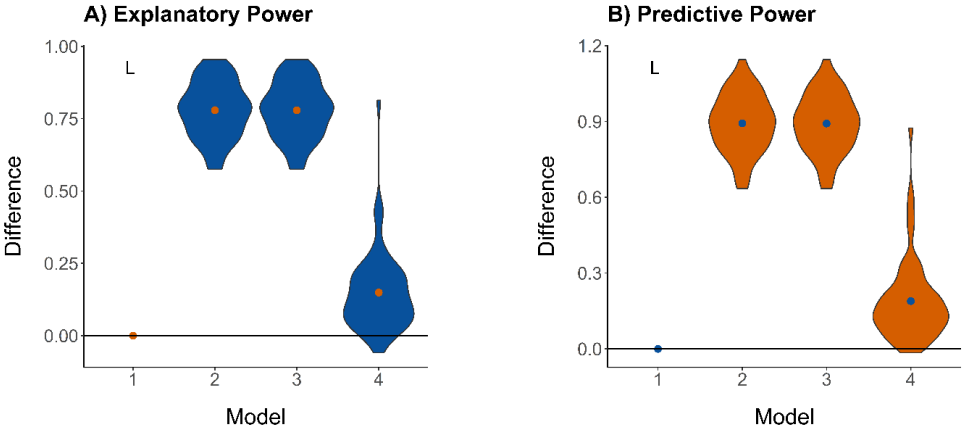 A) Explanatory Power
1.00
0.75
0.50
0.25
0.00
Difference
L
1 2 3 4
Model
B) Predictive Power
1.2
0.9
0.6
0.3
0.0
Difference
L
1 2 3 4
Model